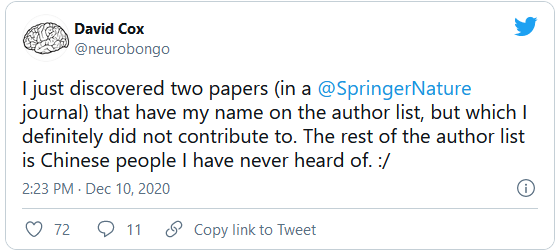 David Cox
@neurobongo
I just discovered two papers (in a @SpringerNature
journal) that have my name on the author list, but which I
definitely did not contribute to. The rest of the author list
is Chinese people I have never heard of. :/
2:23 PM · Dec 10, 2020
72 11 Copy link to Tweet